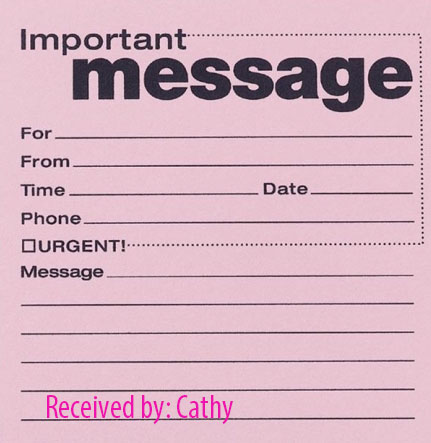 Important
message
For
From
Time Date
Phone
☐URGENT!
Message
Received by: Cathy